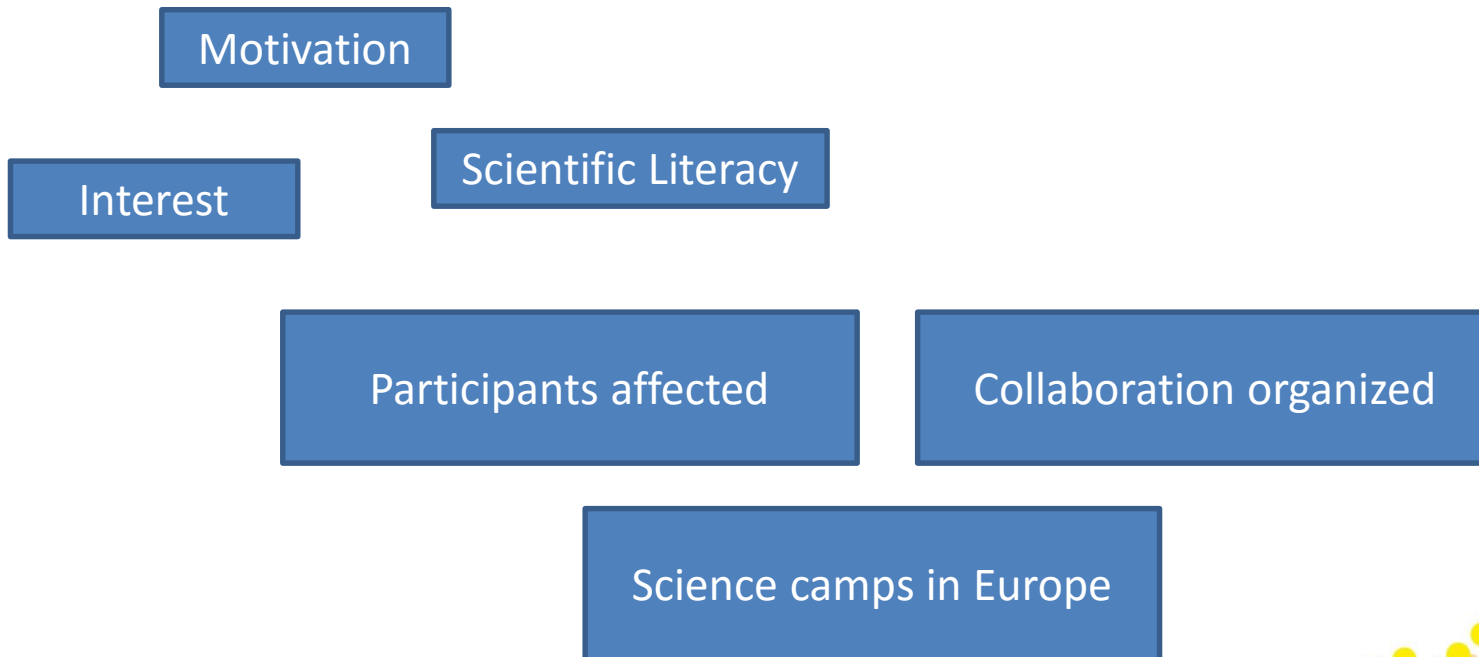 Motivation
Scientific Literacy
Interest
Participants affected
Collaboration organized
Science camps in Europe